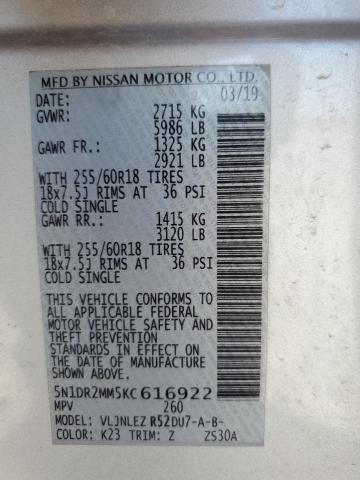 MFD BY NISSAN MOTOR CO., LTD.
DATE: 03/19
GVWR: 2715 KG
5986 LB
GAWR FR.: 1325 KG
2921 LB
WITH 255/60R18 TIRES
18x7.5J RIMS AT 36 PSI
COLD SINGLE
GAWR RR.: 1415 KG
3120 LB
WITH 255/60R18 TIRES
18x7.5J RIMS AT 36 PSI
COLD SINGLE
THIS VEHICLE CONFORMS TO
ALL APPLICABLE FEDERAL
MOTOR VEHICLE SAFETY
AND THEFT PREVENTION
STANDARDS IN EFFECT ON
THE DATE OF MANUFACTURE
SHOWN ABOVE.
5N1DR2MM5KC616922
MPV 260
MODEL: VLJNLEZ R52DU7-A-B-
COLOR: K23 TRIM: Z ZS30A